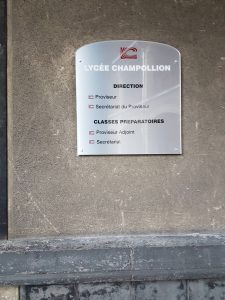 LYCÉE CHAMPOLLION
DIRECTION
Proviseur
Secrétariat du Proviseur
CLASSES PRÉPARATOIRES
Proviseur Adjoint
Secrétariat